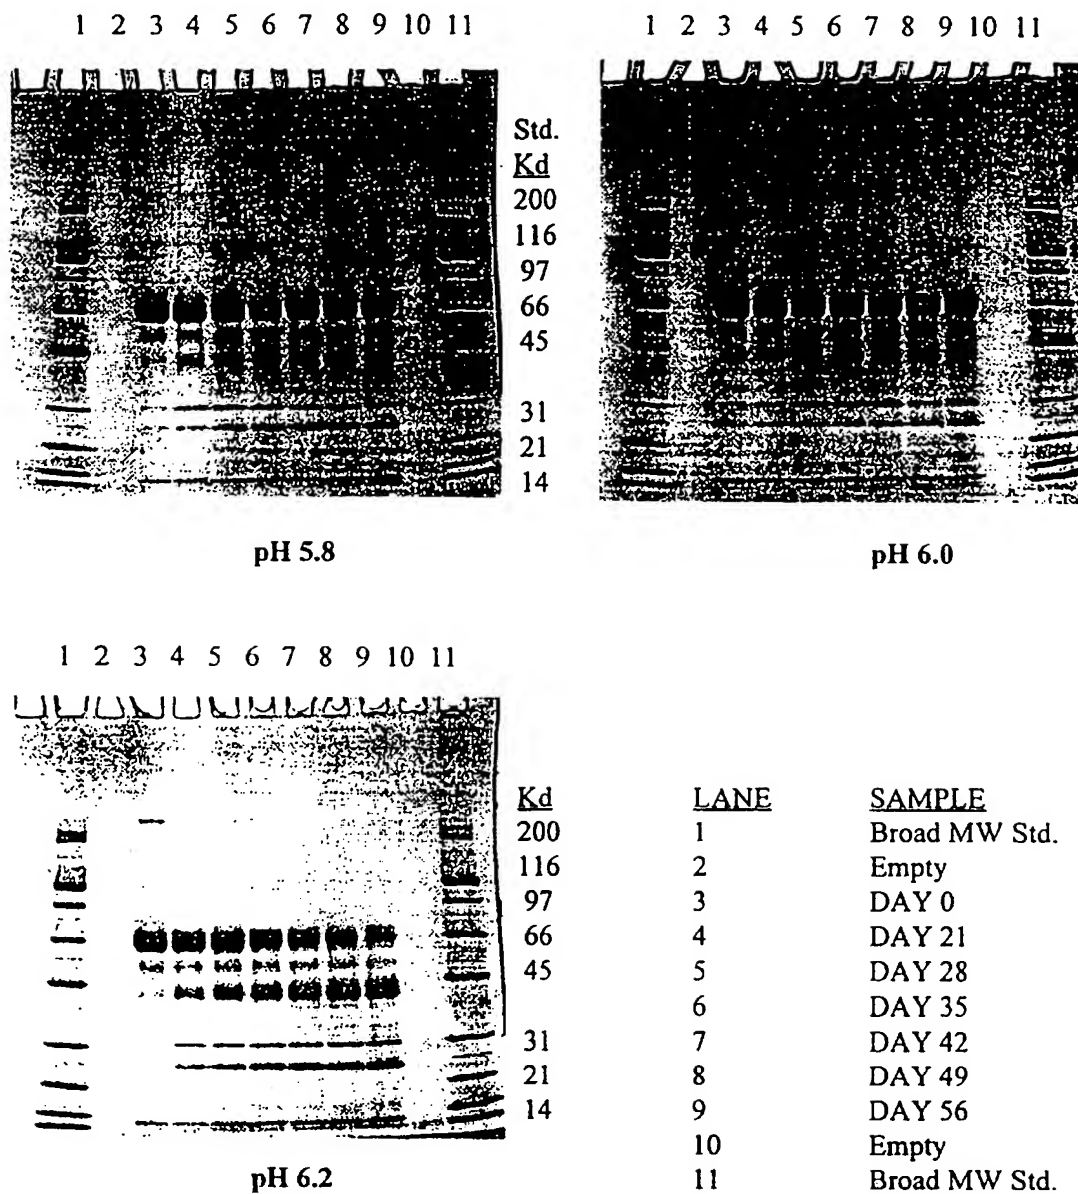 1 2 3 4 5 6 7 8 9 10 11
1 2 3 4 5 6 7 8 9 10 11
Std.
Kd
200
116
97
66
45
31
21
14
pH 5.8
pH 6.0
1 2 3 4 5 6 7 8 9 10 11
Kd
200
116
97
66
45
31
21
14
pH 6.2
LANE SAMPLE
1 Broad MW Std.
2 Empty
3 DAY 0
4 DAY 21
5 DAY 28
6 DAY 35
7 DAY 42
8 DAY 49
9 DAY 56
10 Empty
11 Broad MW Std.